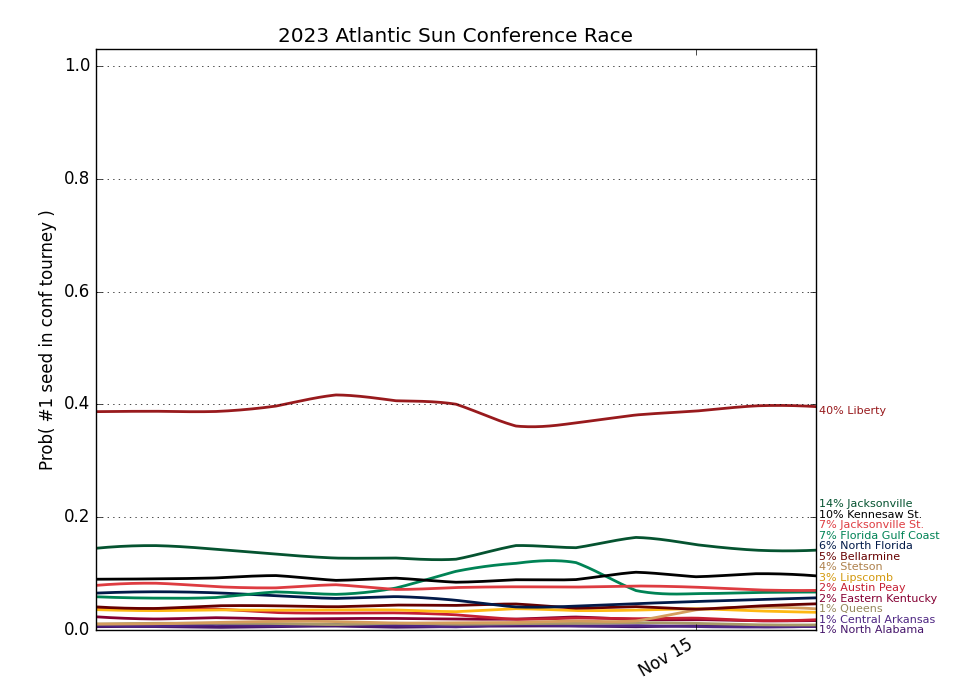 2023 Atlantic Sun Conference Race
Prob( #1 seed in conf tourney )
1.0
0.8
0.6
0.4
0.2
0.0
Nov 15
40% Liberty
14% Jacksonville
10% Kennesaw St.
7% Jacksonville St.
7% Florida Gulf Coast
6% North Florida
5% Bellarmine
4% Stetson
3% Lipscomb
2% Austin Peay
2% Eastern Kentucky
1% Queens
1% Central Arkansas
1% North Alabama